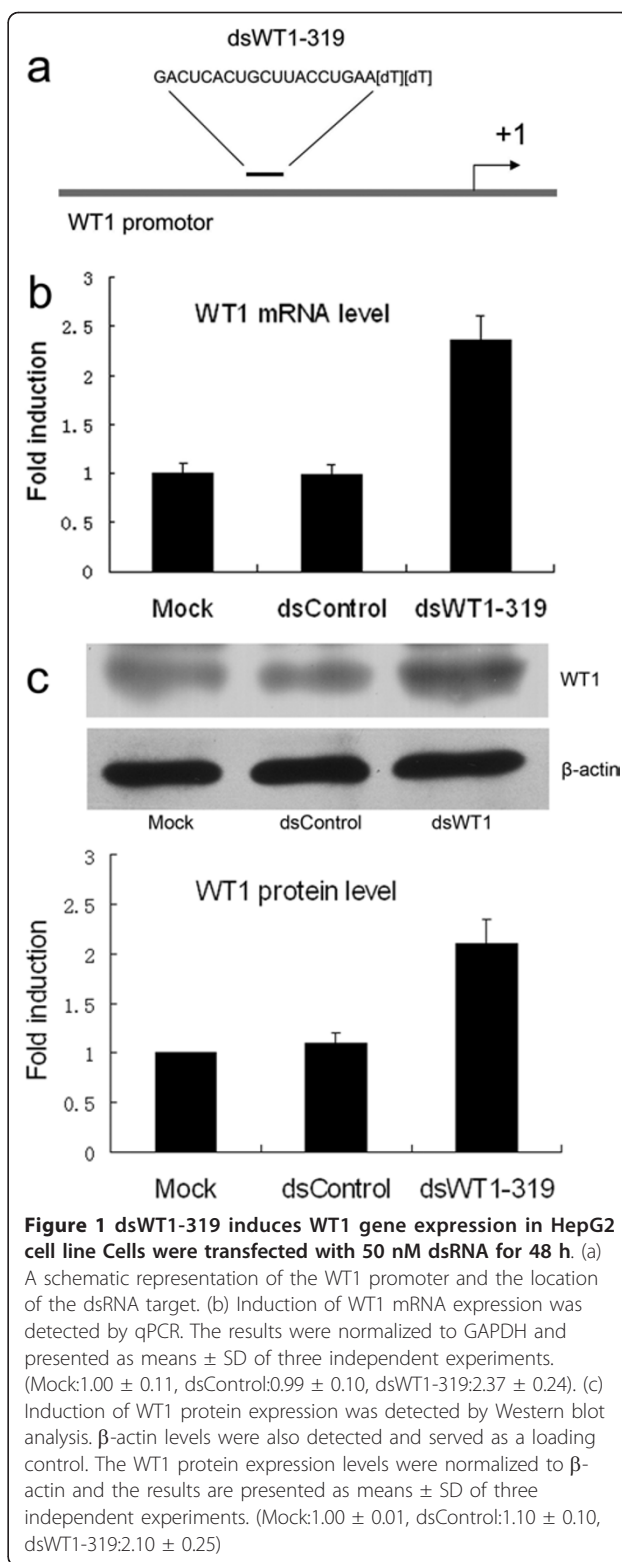 dsWT1-319
a
GACUCACUGCUUACCUGAA[dT][dT]
+1
WT1 promotor
b
WT1 mRNA level
Fold induction
3
2.5
2
1.5
1
0.5
0
Mock dsControl dsWT1-319
c
WT1
β-actin
Mock dsControl dsWT1
WT1 protein level
Fold induction
3
2.5
2
1.5
1
0.5
0
Mock dsControl dsWT1-319
Figure 1 dsWT1-319 induces WT1 gene expression in HepG2
cell line Cells were transfected with 50 nM dsRNA for 48 h. (a)
A schematic representation of the WT1 promoter and the location
of the dsRNA target. (b) Induction of WT1 mRNA expression was
detected by qPCR. The results were normalized to GAPDH and
presented as means ± SD of three independent experiments.
(Mock:1.00 ± 0.11, dsControl:0.99 ± 0.10, dsWT1-319:2.37 ± 0.24). (c)
Induction of WT1 protein expression was detected by Western blot
analysis. β-actin levels were also detected and served as a loading
control. The WT1 protein expression levels were normalized to β-
actin and the results are presented as means ± SD of three
independent experiments. (Mock:1.00 ± 0.01, dsControl:1.10 ± 0.10,
dsWT1-319:2.10 ± 0.25)